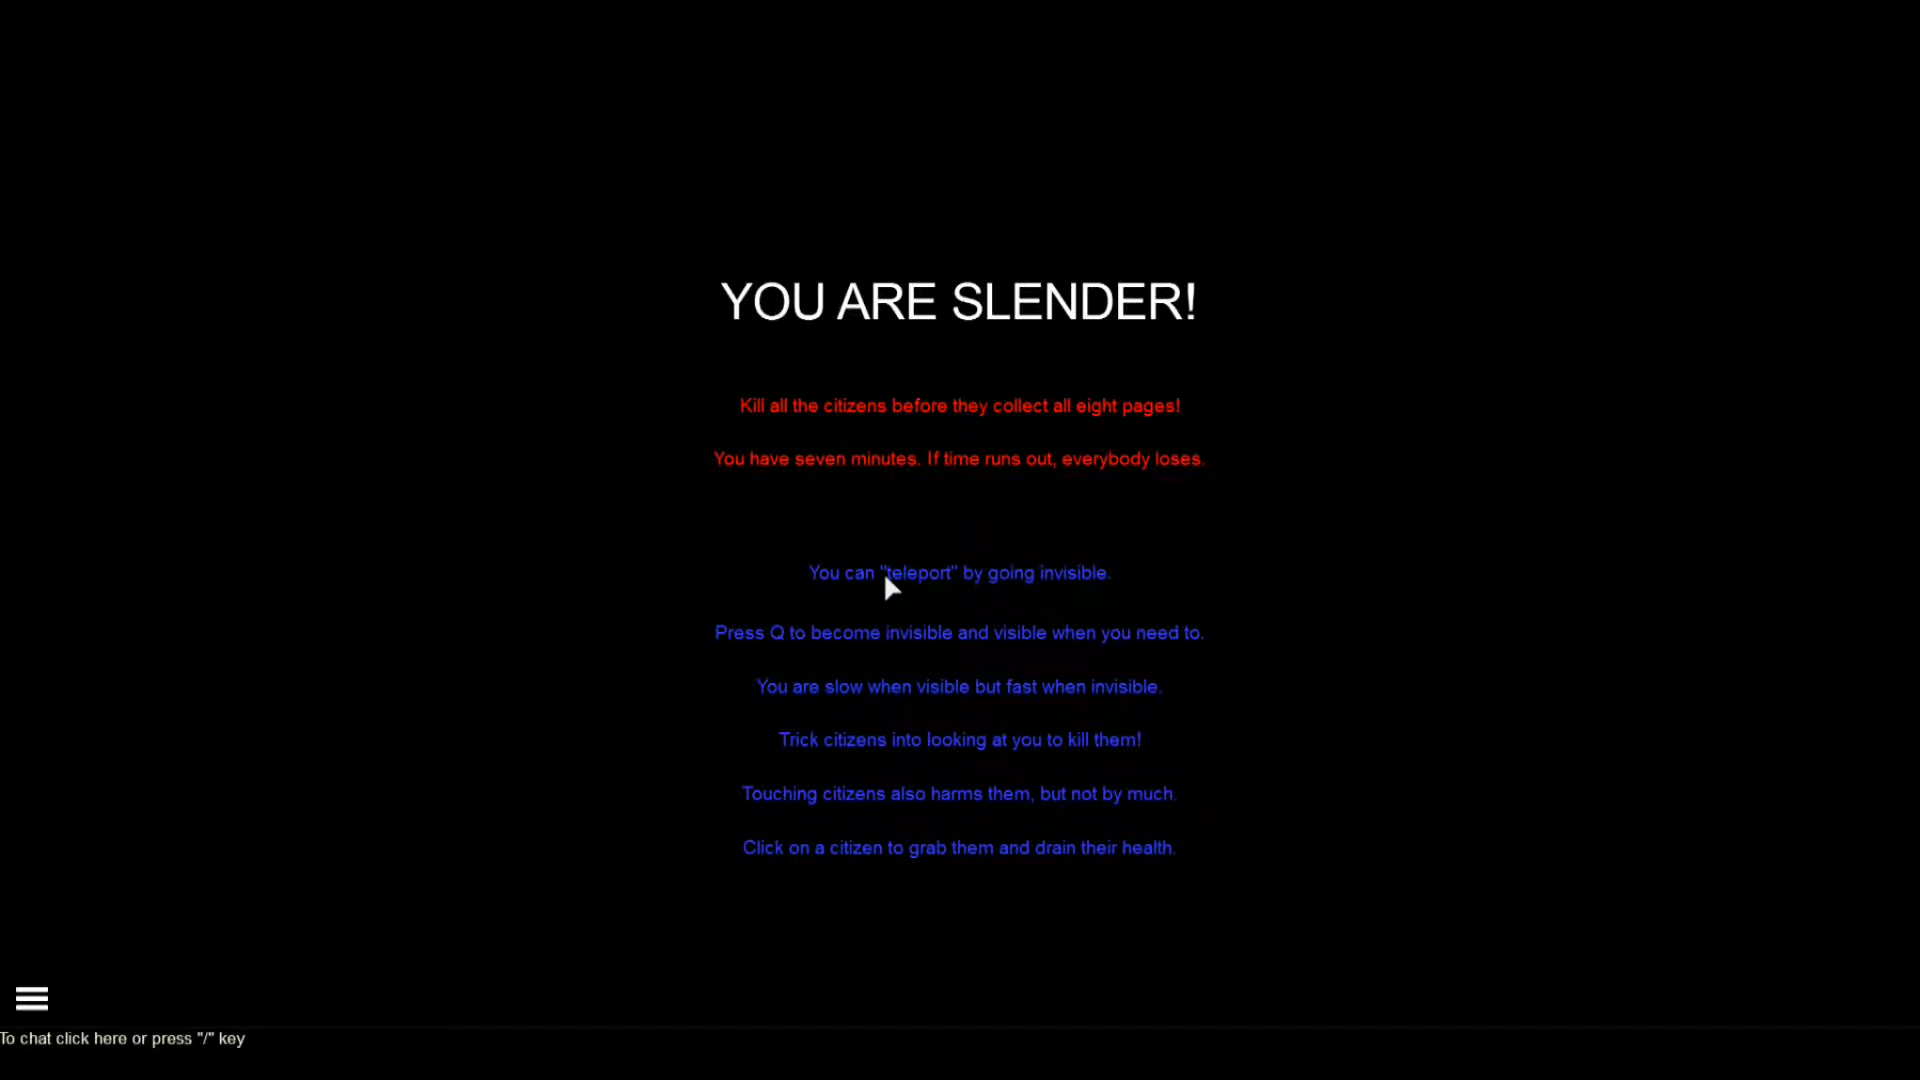 YOU ARE SLENDER!
Kill all the citizens before they collect all eight pages!
You have seven minutes. If time runs out, everybody loses.
You can "teleport" by going invisible.
Press Q to become invisible and visible when you need to.
You are slow when visible but fast when invisible.
Trick citizens into looking at you to kill them!
Touching citizens also harms them, but not by much.
Click on a citizen to grab them and drain their health.
To chat click here or press "/" key